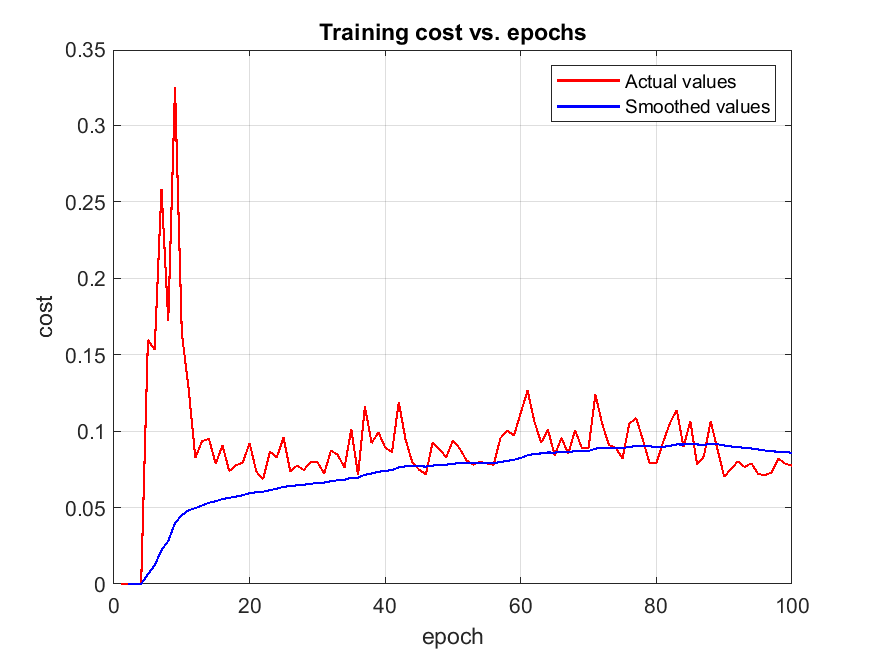 Training cost vs. epochs
Actual values
Smoothed values
0.35
0.3
0.25
0.2
0.15
0.1
0.05
0
cost
0 20 40 60 80 100
epoch